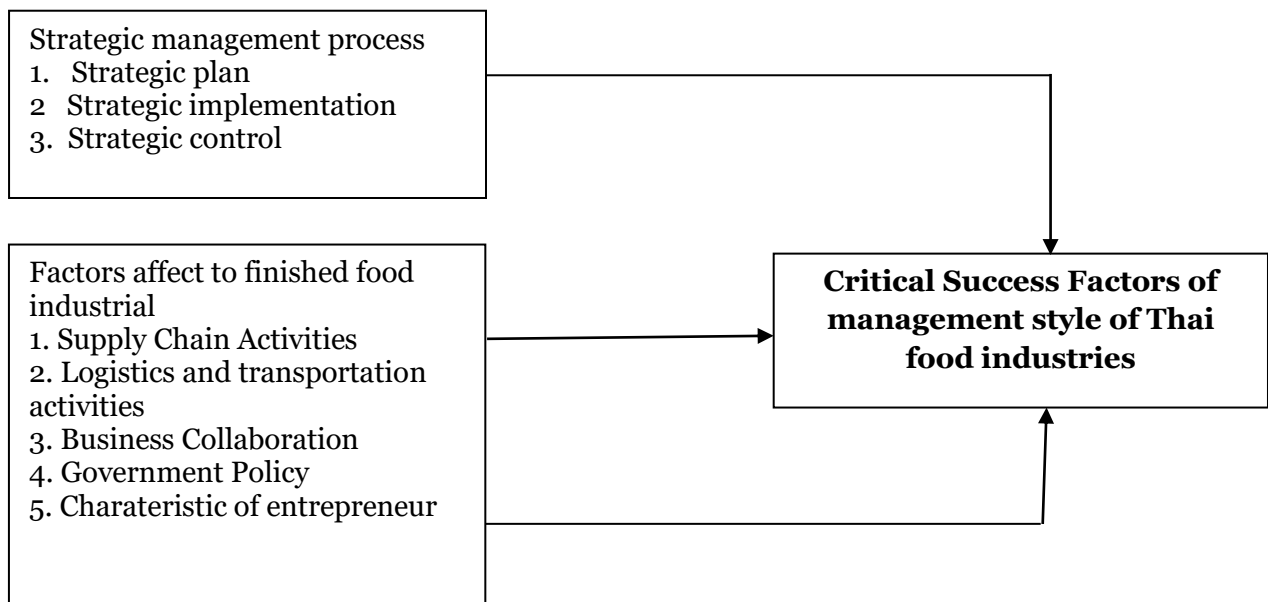 Strategic management process
1. Strategic plan
2 Strategic implementation
3. Strategic control
Factors affect to finished food
industrial
1. Supply Chain Activities
2. Logistics and transportation
activities
3. Business Collaboration
4. Government Policy
5. Charateristic of entrepreneur
Critical Success Factors of
management style of Thai
food industries